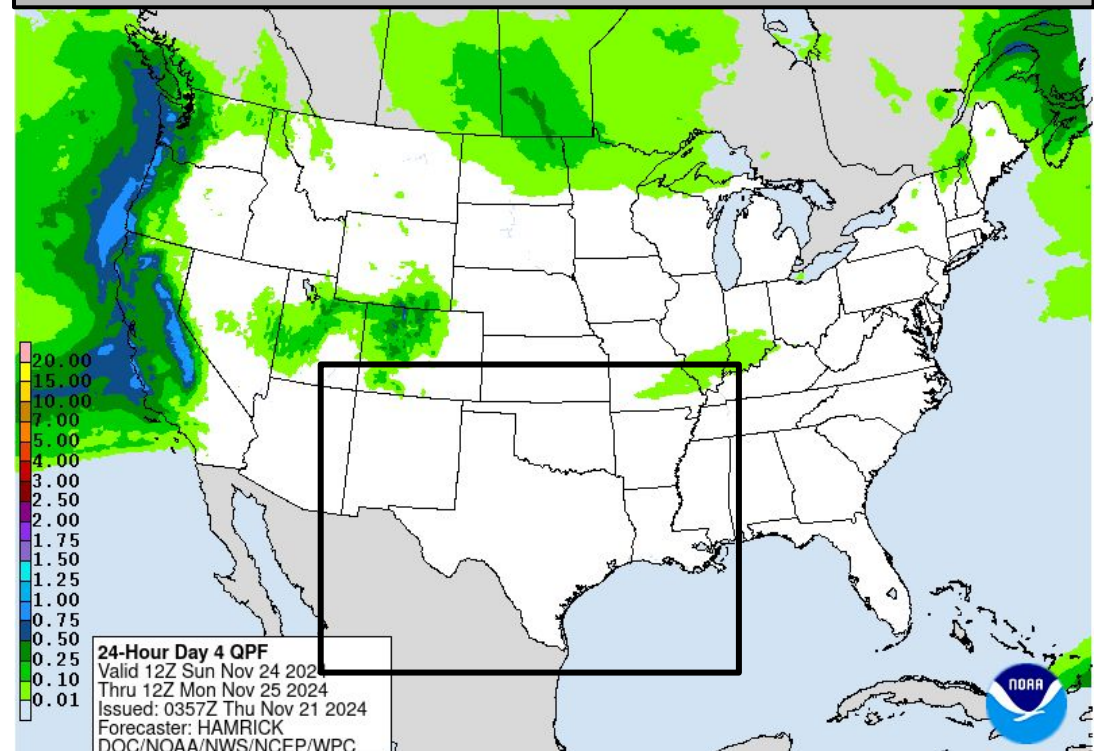 20.00
15.00
10.00
7.00
5.00
4.00
3.00
2.50
2.00
1.75
1.50
1.25
1.00
0.75
0.50
0.25
0.10
0.01
24-Hour Day 4 QPF
Valid 12Z Sun Nov 24 2024
Thru 12Z Mon Nov 25 2024
Issued: 0357Z Thu Nov 21 2024
Forecaster: HAMRICK
DOC/NOAA/NWS/NCEP/WPC
NOAA